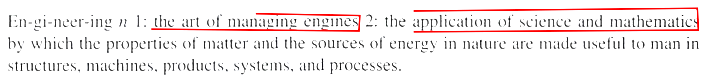 En-gi-neer-ing n 1: the art of managing engines 2: the application of science and mathematics
by which the properties of matter and the sources of energy in nature are made useful to man in
structures, machines, products, systems, and processes.